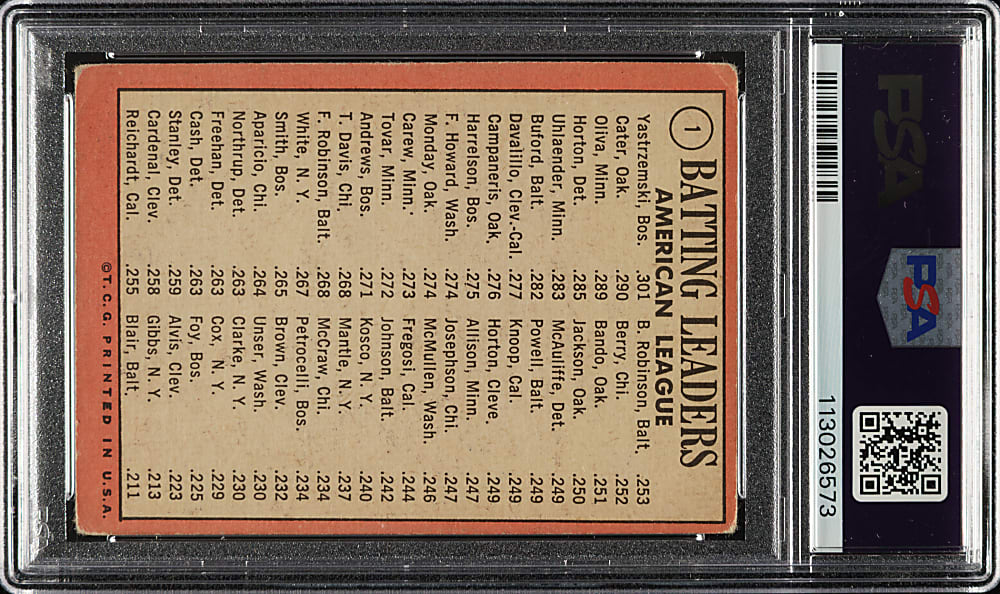 1
BATTING LEADERS
AMERICAN LEAGUE
Yastrzemski, Bos. .301 B. Robinson, Balt. .253
Cater, Oak. .290 Berry, Chi. .252
Oliva, Minn. .289 Bando, Oak. .251
Horton, Det. .285 Jackson, Oak. .250
Uhlaender, Minn. .283 McAuliffe, Det. .249
Buford, Balt. .282 Powell, Balt. .249
Davalillo, Clev.-Cal. .277 Knoop, Cal. .249
Campaneris, Oak. .276 Horton, Cleve. .249
Harrelson, Bos. .275 Allison, Minn. .247
F. Howard, Wash. .274 Josephson, Chi. .247
Monday, Oak. .274 McMullen, Wash. .246
Carew, Minn. .273 Fregosi, Cal. .244
Tovar, Minn. .272 Johnson, Balt. .242
Andrews, Bos. .271 Kosco, N. Y. .240
T. Davis, Chi. .268 Mantle, N. Y. .237
F. Robinson, Balt. .268 McCraw, Chi. .234
White, N. Y. .267 Petrocelli, Bos. .234
Smith, Bos. .265 Brown, Clev. .232
Aparicio, Chi. .264 Unser, Wash. .230
Northrup, Det. .263 Clarke, N. Y. .230
Freehan, Det. .263 Cox, N. Y. .229
Cash, Det. .263 Foy, Bos. .225
Stanley, Det. .259 Alvis, Clev. .223
Cardenal, Clev. .258 Gibbs, N. Y. .213
Reichardt, Cal. .255 Blair, Balt. .211
©T.C.G. PRINTED IN U.S.A.
PSA
PSA
113026573